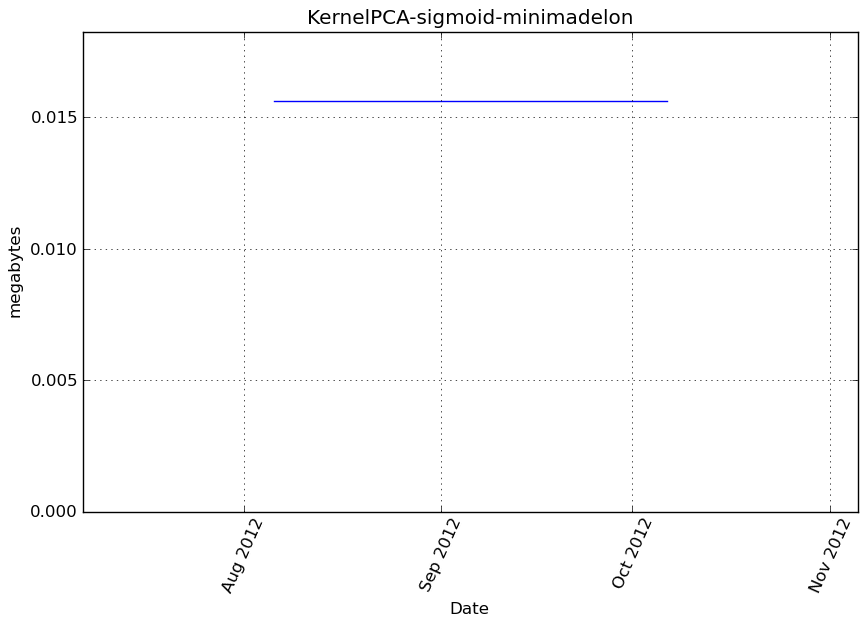 KernelPCA-sigmoid-minimadelon
megabytes
0.015
0.010
0.005
0.000
Aug 2012
Sep 2012
Oct 2012
Nov 2012
Date